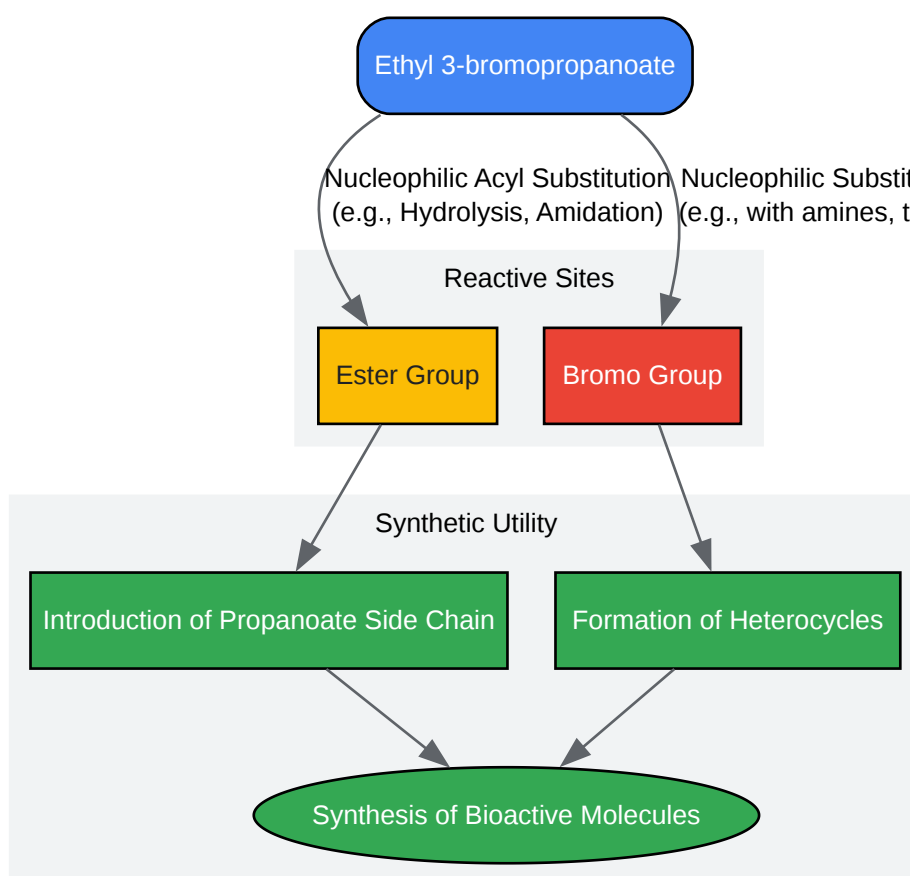 Ethyl 3-bromopropanoate
Nucleophilic Acyl Substitution
(e.g., Hydrolysis, Amidation)
Nucleophilic
(e.g., with amines,
Reactive Sites
Ester Group
Bromo Group
Synthetic Utility
Introduction of Propanoate Side Chain
Formation of Heterocycles
Synthesis of Bioactive Molecules